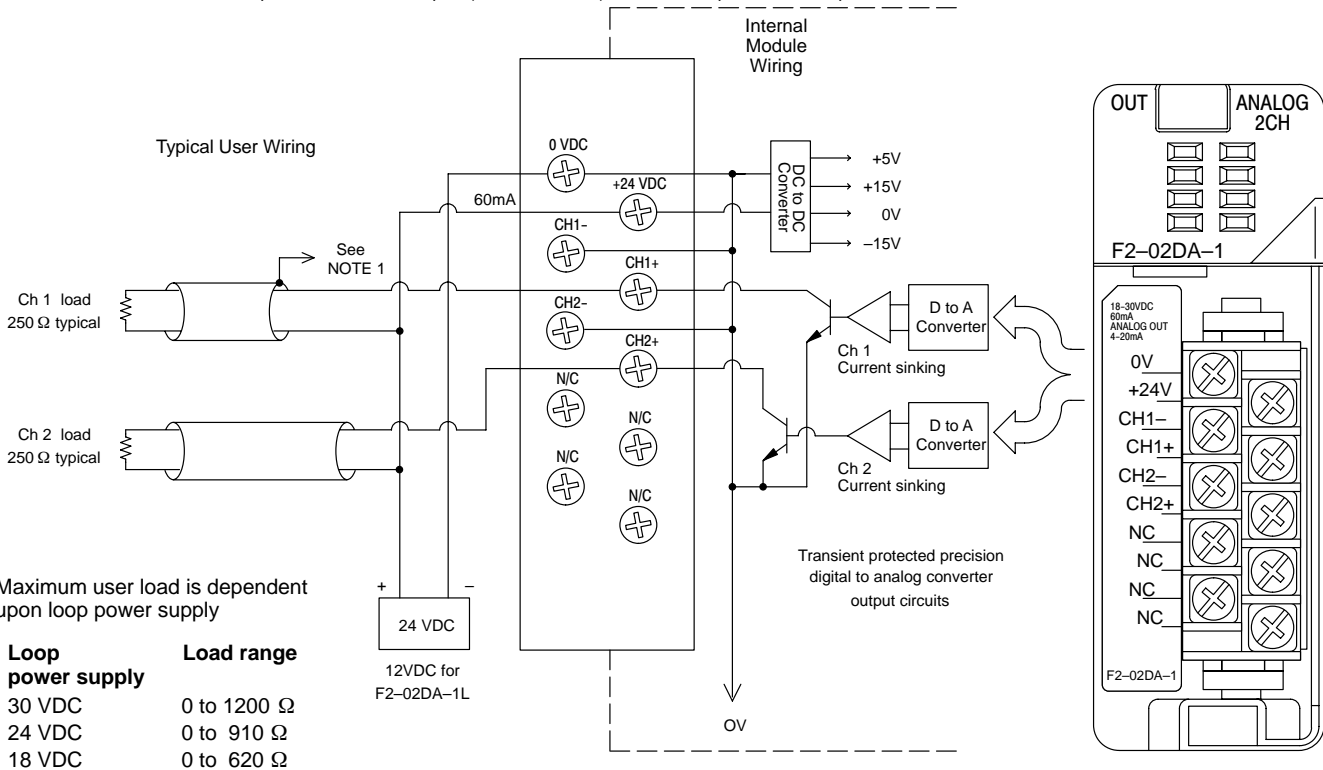 Internal
Module
Wiring
Typical User Wiring
0 VDC
+24 VDC
60mA
CH1-
CH1+
CH2-
CH2+
N/C
N/C
N/C
N/C
See
NOTE 1
Ch 1 load
250 Ω typical
Ch 2 load
250 Ω typical
DC to DC
Converter
+5V
+15V
0V
–15V
D to A
Converter
Ch 1
Current sinking
D to A
Converter
Ch 2
Current sinking
Transient protected precision
digital to analog converter
output circuits
+ –
24 VDC
12VDC for
F2–02DA–1L
OV
Maximum user load is dependent
upon loop power supply
Loop
power supply
Load range
30 VDC 0 to 1200 Ω
24 VDC 0 to 910 Ω
18 VDC 0 to 620 Ω
OUT
ANALOG
2CH
F2–02DA–1
18-30VDC
60mA
ANALOG OUT
4-20mA
0V
+24V
CH1–
CH1+
CH2–
CH2+
NC
NC
NC
NC
F2–02DA–1